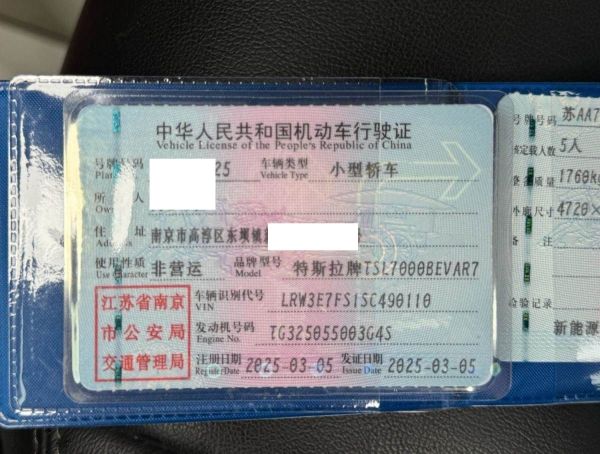 中华人民共和国机动车行驶证
Vehicle License of the People's Republic of China
号牌号码 25 车辆类型 小型轿车
Plate Vehicle Type
所 人
Owner
住 址 南京市高淳区东坝镇
Address
使用性质 非营运 品牌型号 特斯拉牌TSL7000BEVAR7
Use Character Model
江苏省南京
市公安局
交通管理局
车辆识别代号 LRW3E7FS1SC490110
VIN
发动机号码 TG325055003G4S
Engine No.
注册日期 2025-03-05 发证日期 2025-03-05
Register Date Issue Date
号牌号码 苏AA7
核定载人数 5人
质量 1760kg
外廓尺寸 4720×
备 注
检验记录
新能源